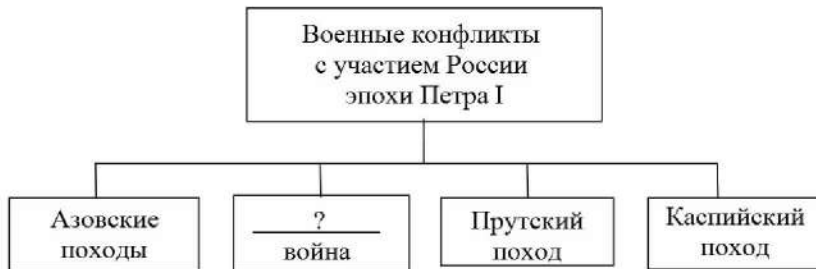 Военные конфликты
с участием России
эпохи Петра I
Азовские
походы
?
война
Прутский
поход
Каспийский
поход